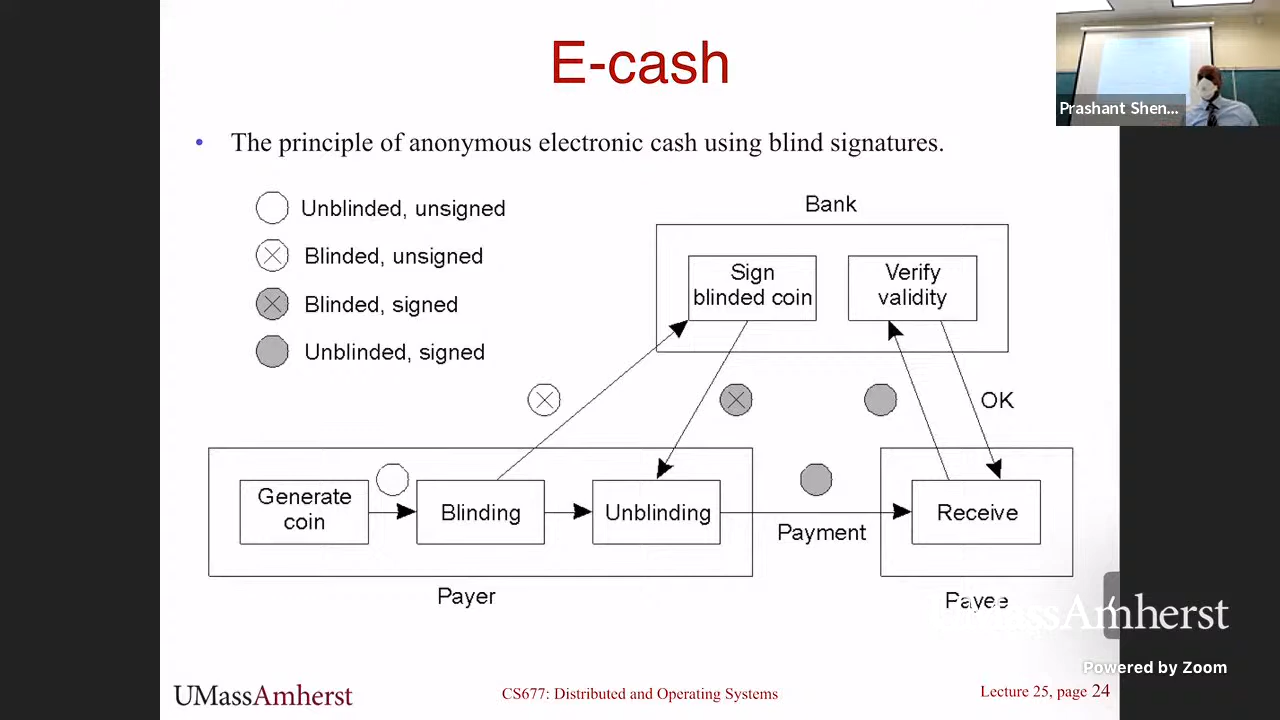 E-cash
Prashant Shen...
• The principle of anonymous electronic cash using blind signatures.
Unblinded, unsigned
Blinded, unsigned
Blinded, signed
Unblinded, signed
Bank
Sign
blinded coin
Verify
validity
OK
Generate
coin
Blinding
Unblinding
Payment
Receive
Payer
Payee
UMassAmherst
Powered by Zoom
UMassAmherst
CS677: Distributed and Operating Systems
Lecture 25, page 24